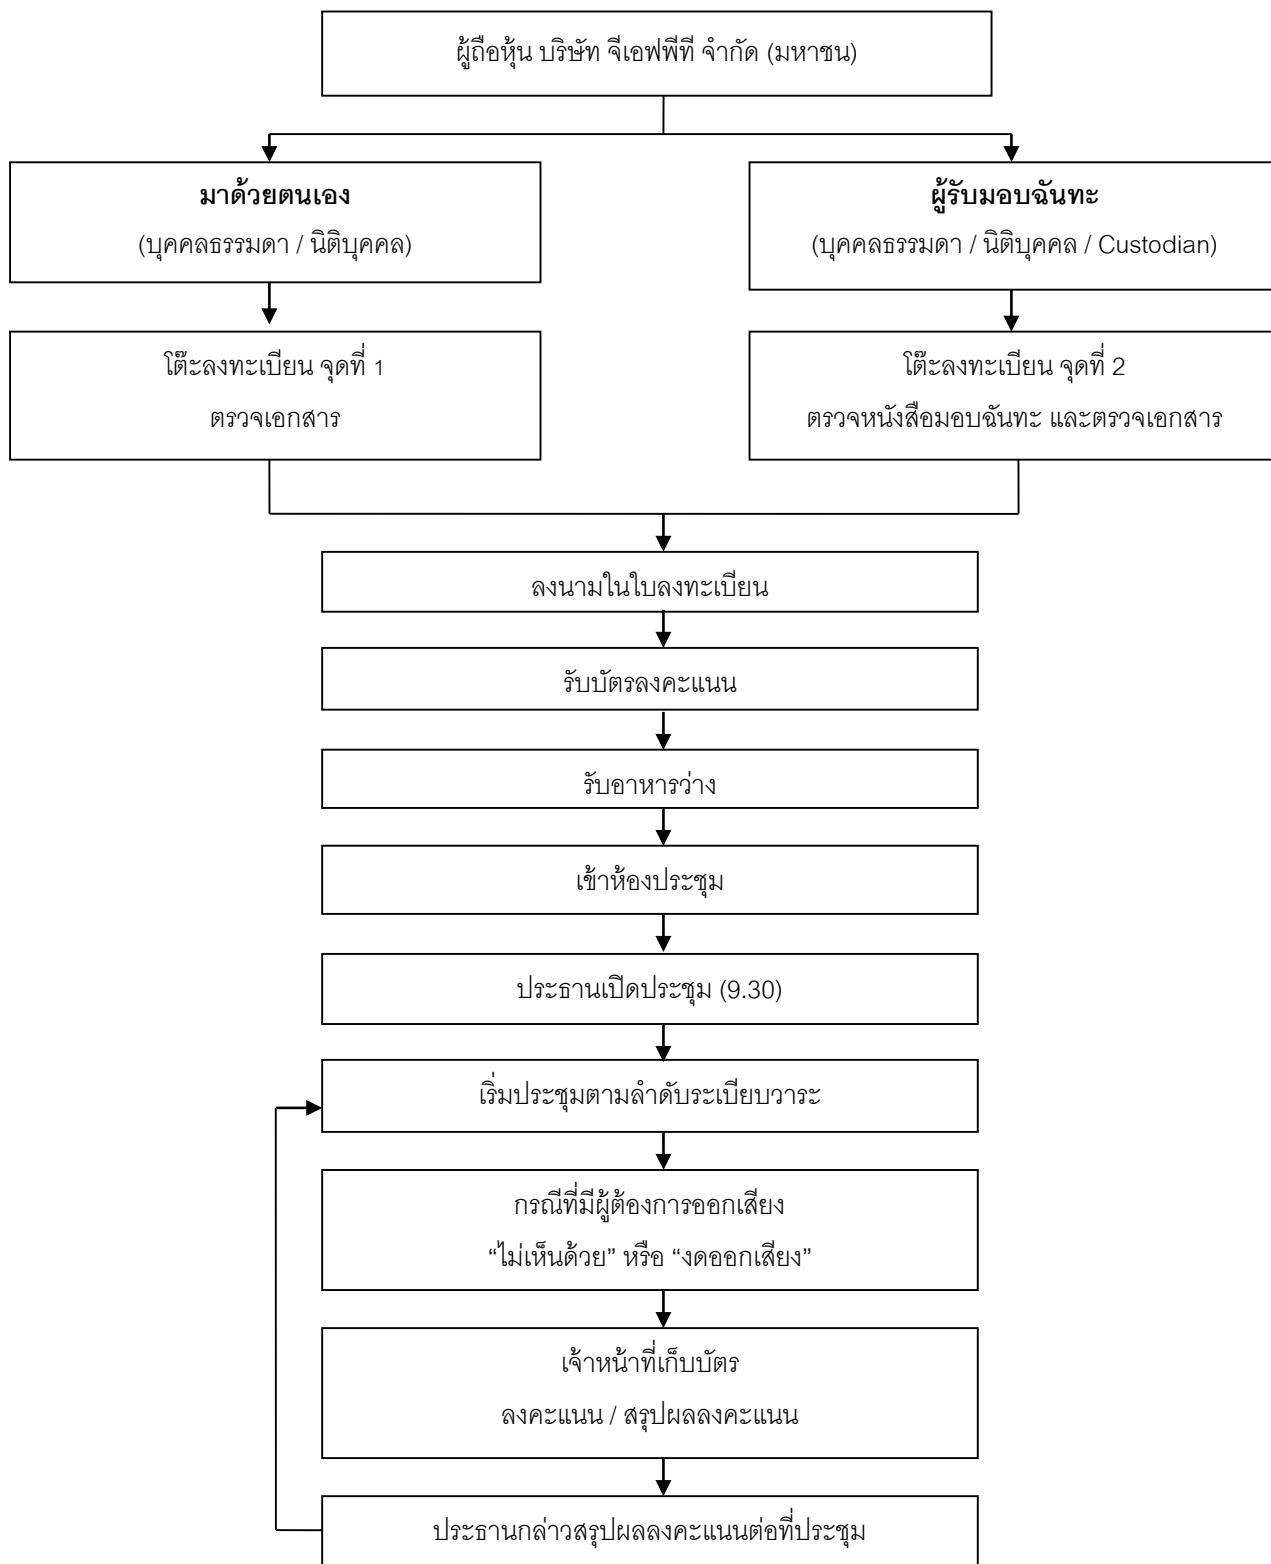 ผู้ถือหุ้น บริษัท จีเอฟพีที จำกัด (มหาชน)
มาด้วยตนเอง
(บุคคลธรรมดา / นิติบุคคล)
ผู้รับมอบฉันทะ
(บุคคลธรรมดา / นิติบุคคล / Custodian)
โต๊ะลงทะเบียน จุดที่ 1
ตรวจเอกสาร
โต๊ะลงทะเบียน จุดที่ 2
ตรวจหนังสือมอบฉันทะ และตรวจเอกสาร
ลงนามในใบลงทะเบียน
รับบัตรลงคะแนน
รับอาหารว่าง
เข้าห้องประชุม
ประธานเปิดประชุม (9.30)
เริ่มประชุมตามลำดับระเบียบวาระ
กรณีที่มีผู้ต้องการออกเสียง
“ไม่เห็นด้วย” หรือ “งดออกเสียง”
เจ้าหน้าที่เก็บบัตร
ลงคะแนน / สรุปผลลงคะแนน
ประธานกล่าวสรุปผลลงคะแนนต่อที่ประชุม